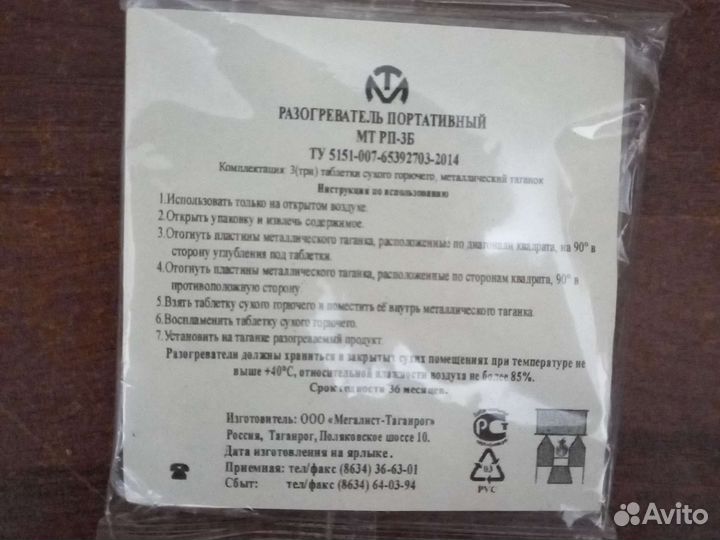 РАЗОГРЕВАТЕЛЬ ПОРТАТИВНЫЙ
МТ РП-3Б
ТУ 5151-007-65392703-2014
Комплектация: 3(три) таблетки сухого горючего, металлический таганок
Инструкция по использованию
1.Использовать только на открытом воздухе.
2.Открыть упаковку и извлечь содержимое.
3.Отогнуть пластины металлического таганка, расположенные по диагонали квадрата, на 90° в
сторону углубления под таблетки.
4.Отогнуть пластины металлического таганка, расположенные по сторонам квадрата, 90° в
противоположную сторону.
5.Взять таблетку сухого горючего и поместить её внутрь металлического таганка.
6.Воспламенить таблетку сухого горючего.
7.Установить на таганке разогреваемый продукт.
Разогреватели должны храниться в закрытых сухих помещениях при температуре не
выше +40°С, относительной влажности воздуха не более 85%.
Срок годности 36 месяцев.
Изготовитель: ООО «Мегалист-Таганрог»
Россия, Таганрог, Поляковское шоссе 10.
Дата изготовления на ярлыке.
Приемная: тел/факс (8634) 36-63-01
Сбыт: тел/факс (8634) 64-03-94
РСТ
03
PVC
Avito